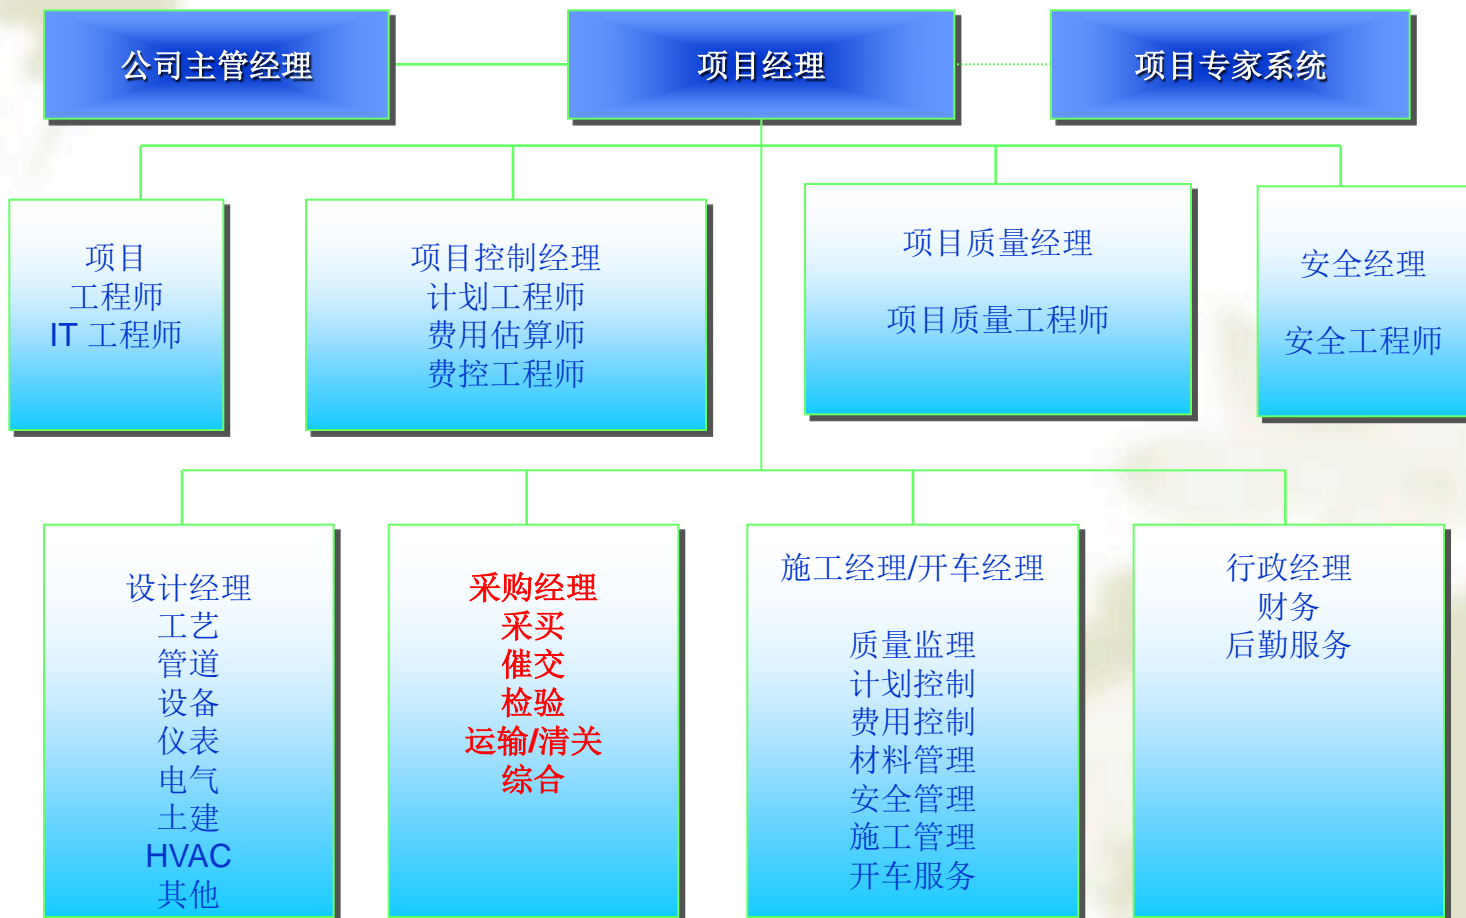 公司主管经理
项目经理
项目专家系统
项目
工程师
IT 工程师
项目控制经理
计划工程师
费用估算师
费控工程师
项目质量经理
项目质量工程师
安全经理
安全工程师
设计经理
工艺
管道
设备
仪表
电气
土建
HVAC
其他
采购经理
采买
催交
检验
运输/清关
综合
施工经理/开车经理
质量监理
计划控制
费用控制
材料管理
安全管理
施工管理
开车服务
行政经理
财务
后勤服务